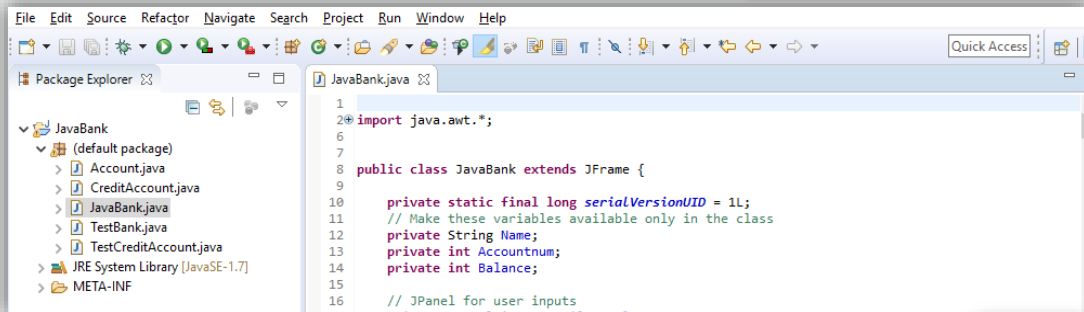 File Edit Source Refactor Navigate Search Project Run Window Help
Quick Access
Package Explorer
JavaBank.java
JavaBank
(default package)
Account.java
CreditAccount.java
JavaBank.java
TestBank.java
TestCreditAccount.java
JRE System Library [JavaSE-1.7]
META-INF
1
2 import java.awt.*;
6
7
8 public class JavaBank extends JFrame {
9
10 private static final long serialVersionUID = 1L;
11 // Make these variables available only in the class
12 private String Name;
13 private int Accountnum;
14 private int Balance;
15
16 // JPanel for user inputs